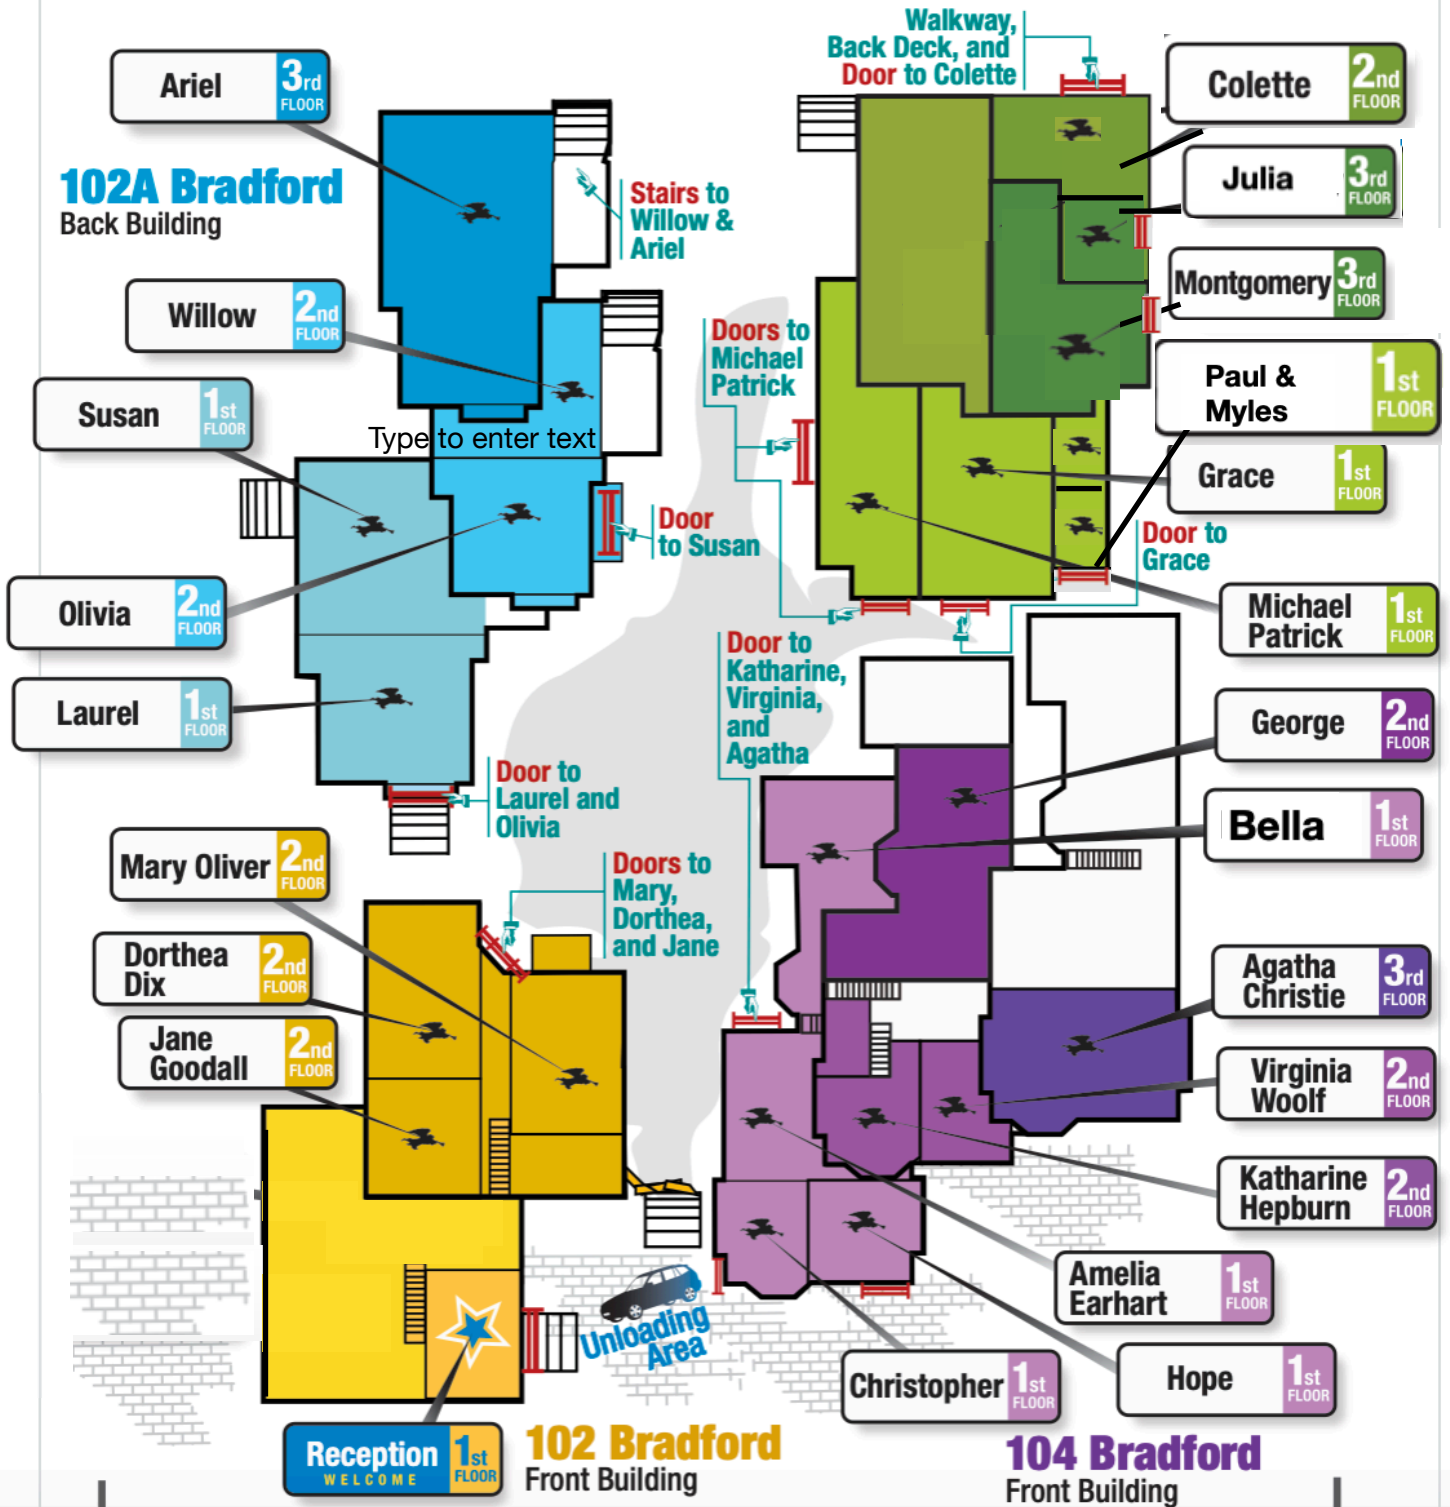 Walkway,
Back Deck, and
Door to Colette
Ariel
3rd
FLOOR
Colette
2nd
FLOOR
102A Bradford
Back Building
Stairs to
Willow &
Ariel
Julia
3rd
FLOOR
Willow
2nd
FLOOR
Doors to
Michael
Patrick
Montgomery
3rd
FLOOR
Susan
1st
FLOOR
Type to enter text
Paul &
Myles
1st
FLOOR
Grace
1st
FLOOR
Door
to Susan
Door to
Grace
Olivia
2nd
FLOOR
Michael
Patrick
1st
FLOOR
Door to
Katharine,
Virginia,
and
Agatha
Laurel
1st
FLOOR
George
2nd
FLOOR
Door to
Laurel and
Olivia
Bella
1st
FLOOR
Mary Oliver
2nd
FLOOR
Doors to
Mary,
Dorthea,
and Jane
Dorthea
Dix
2nd
FLOOR
Agatha
Christie
3rd
FLOOR
Jane
Goodall
2nd
FLOOR
Virginia
Woolf
2nd
FLOOR
Katharine
Hepburn
2nd
FLOOR
Amelia
Earhart
1st
FLOOR
Unloading
Area
Christopher
1st
FLOOR
Hope
1st
FLOOR
Reception
WELCOME
1st
FLOOR
102 Bradford
Front Building
104 Bradford
Front Building